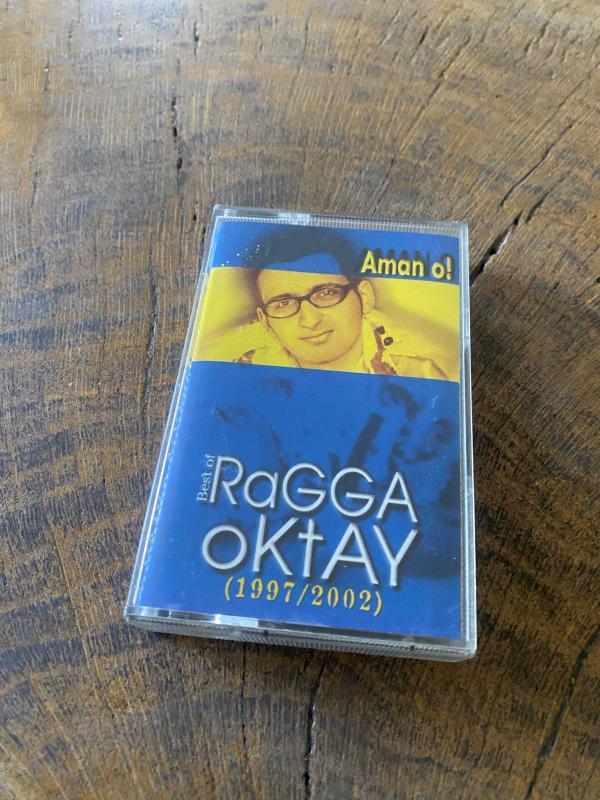 Aman o!
Best of
RaGGA
oKtAY
(1997/2002)